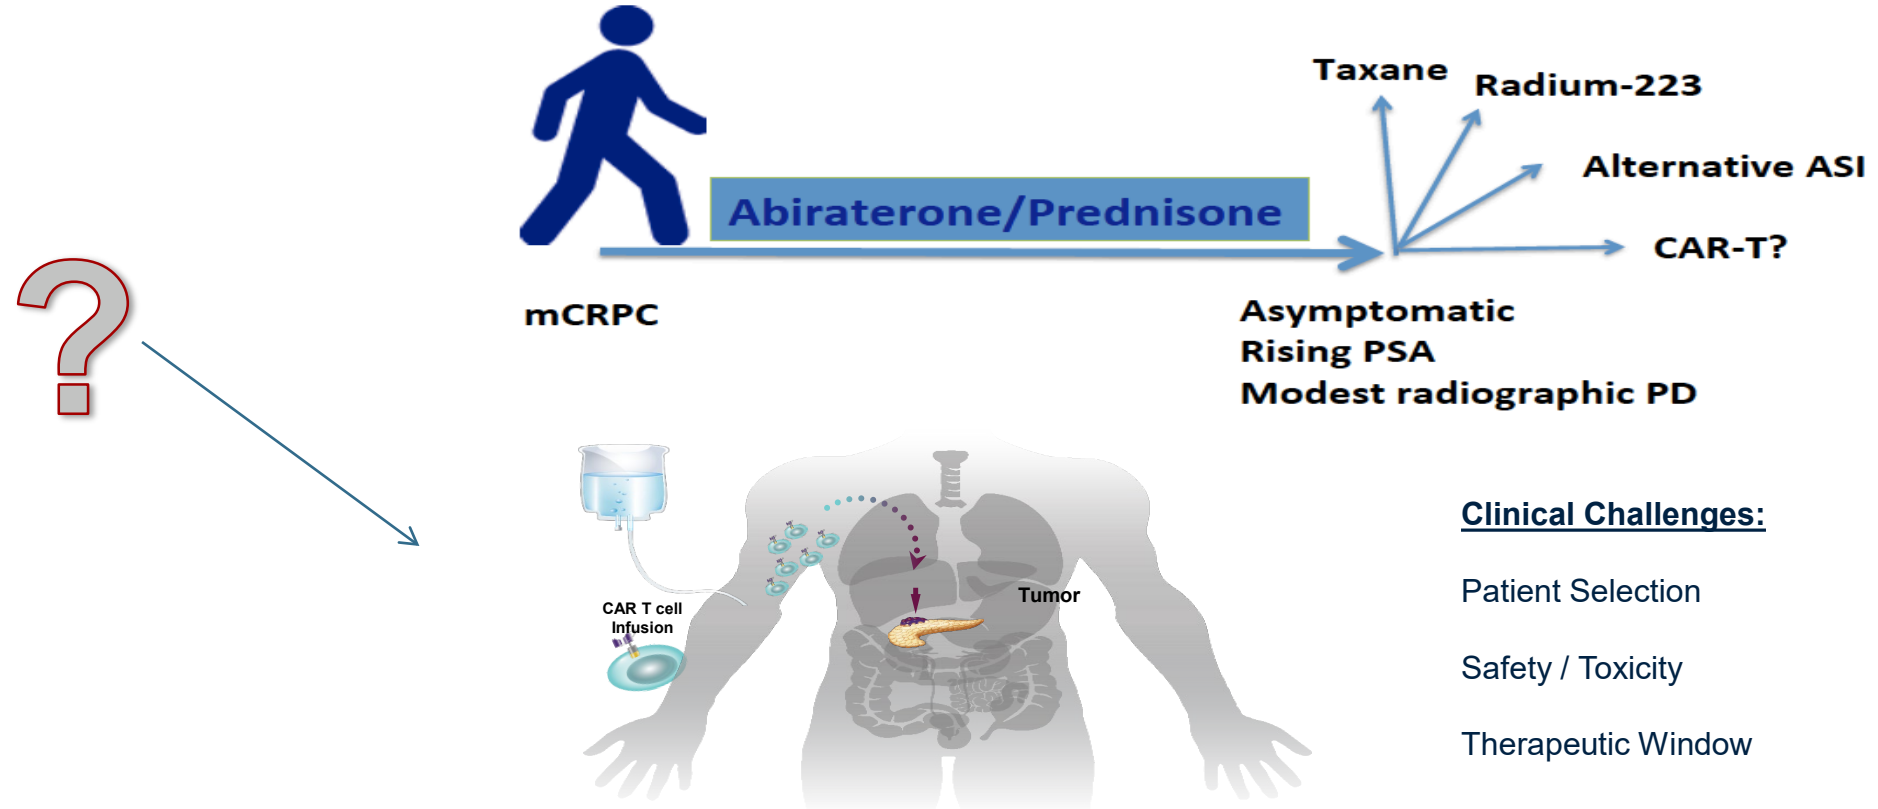 Taxane
Radium-223
Alternative ASI
CAR-T?
Abiraterone/Prednisone
?
mCRPC
Asymptomatic
Rising PSA
Modest radiographic PD
CAR T cell
Infusion
Tumor
Clinical Challenges:
Patient Selection
Safety / Toxicity
Therapeutic Window